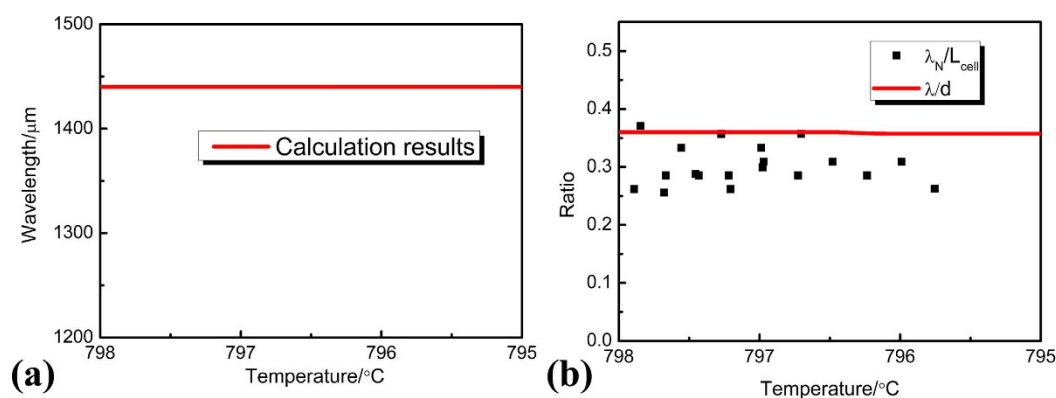 1500
1400
1300
1200
Wavelength/μm
Calculation results
798
797
796
795
Temperature/°C
(a)
0.5
0.4
0.3
0.2
0.1
0.0
Ratio
λN/Lcell
λ/d
798
797
796
795
Temperature/°C
(b)